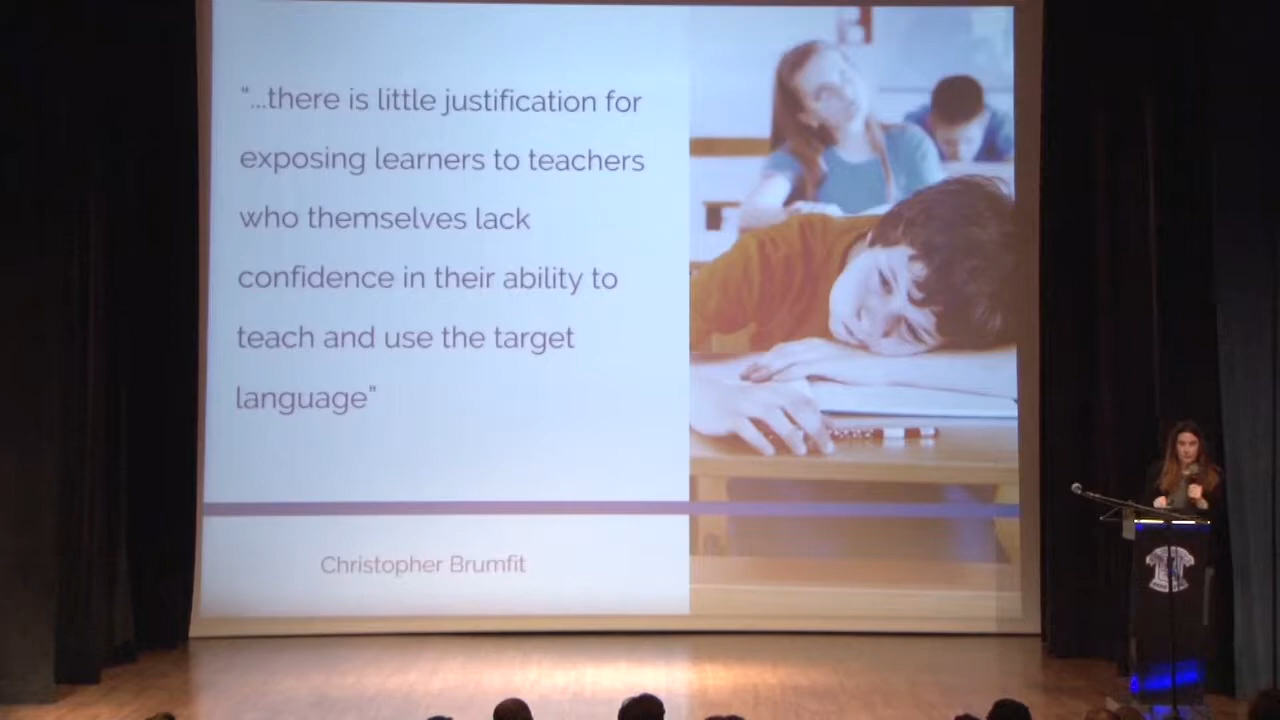 “...there is little justification for
exposing learners to teachers
who themselves lack
confidence in their ability to
teach and use the target
language”
Christopher Brumfit